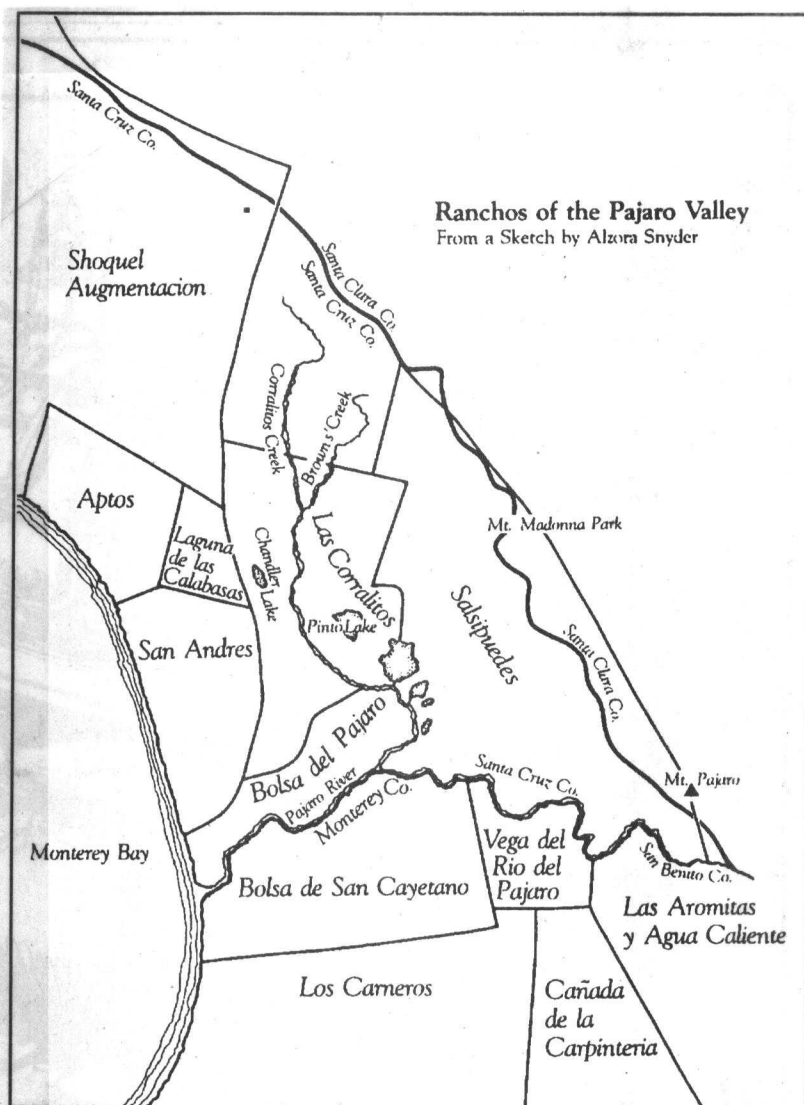 Ranchos of the Pajaro Valley
From a Sketch by Alzora Snyder
Santa Cruz Co.
Shoquel
Augmentacion
Santa Clara Co.
Santa Cruz Co.
Corralitos Creek
Browns' Creek
Aptos
Laguna
de las
Calabasas
Chandler
Lake
Las Corralitos
Pinto Lake
Mt. Madonna Park
Salsipuedes
Santa Clara
Co.
San Andres
Bolsa del Pajaro
Pajaro River
Monterey Co.
Santa Cruz Co.
Mt. Pajaro
San Benito Co.
Monterey Bay
Bolsa de San Cayetano
Vega del
Rio del
Pajaro
Las Aromitas
y Agua Caliente
Los Carneros
Cañada
de la
Carpinteria